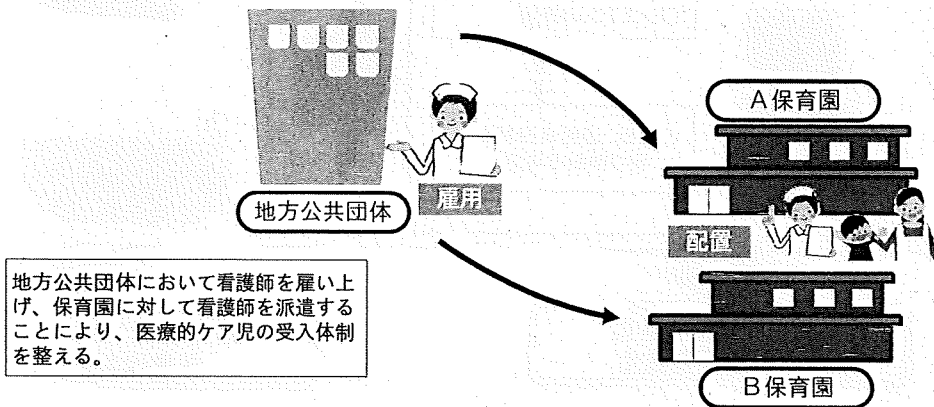 A保育園
地方公共団体
雇用
配置
地方公共団体において看護師を雇い上
げ、保育園に対して看護師を派遣する
ことにより、医療的ケア児の受入体制
を整える。
B保育園